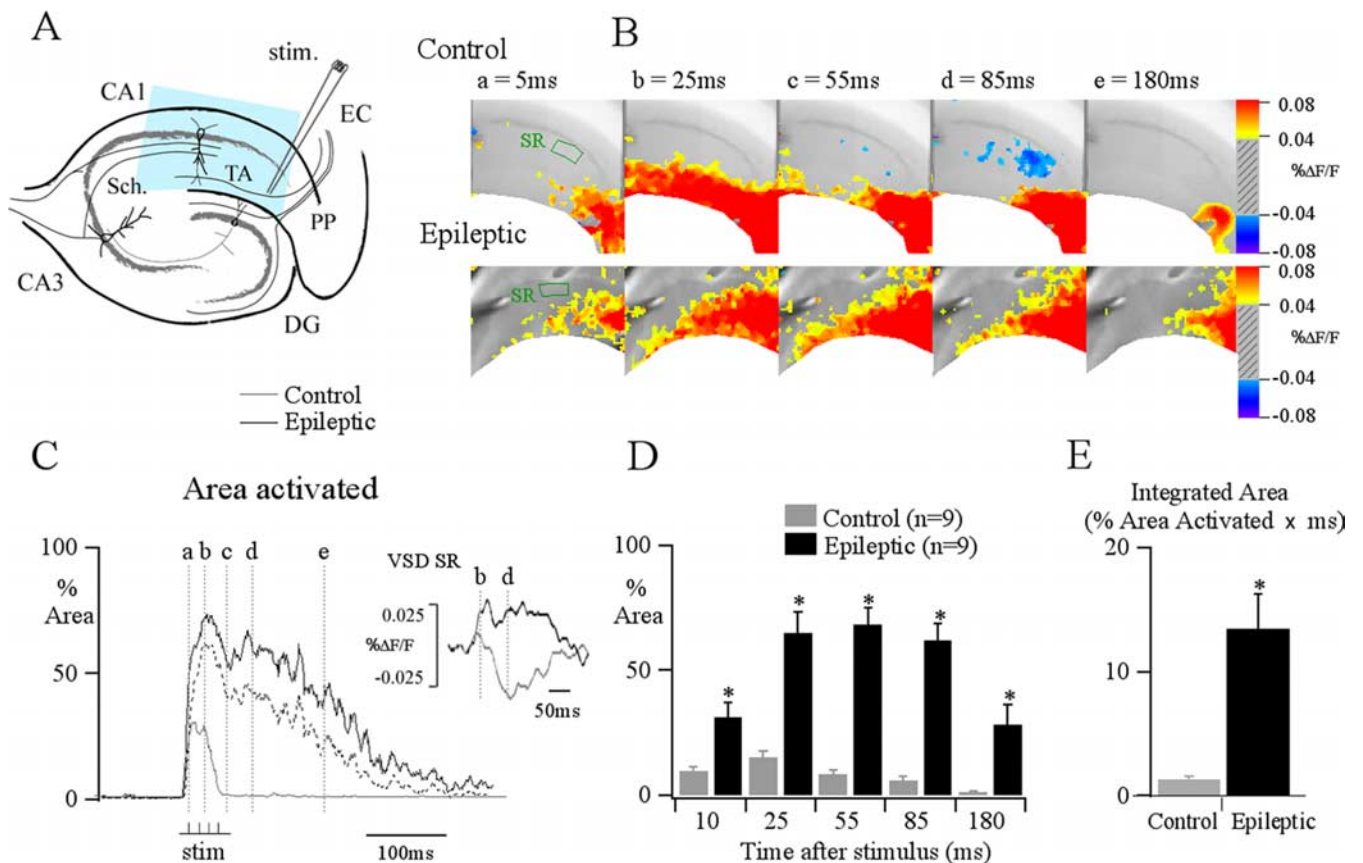 A
stim.
CA1
EC
Sch.
TA
PP
CA3
DG
Control
Epileptic
B
Control
a = 5ms b = 25ms c = 55ms d = 85ms e = 180ms
SR
0.08
0.04
%ΔF/F
-0.04
-0.08
Epileptic
SR
0.08
0.04
%ΔF/F
-0.04
-0.08
C
Area activated
100
% Area
50
0
a b c d e
stim
100ms
VSD SR
b d
0.025
%ΔF/F
-0.025
50ms
D
Control (n=9)
Epileptic (n=9)
100
% Area
50
0
* * * * *
10 25 55 85 180
Time after stimulus (ms)
E
Integrated Area
(% Area Activated x ms)
20
10
0
*
Control Epileptic